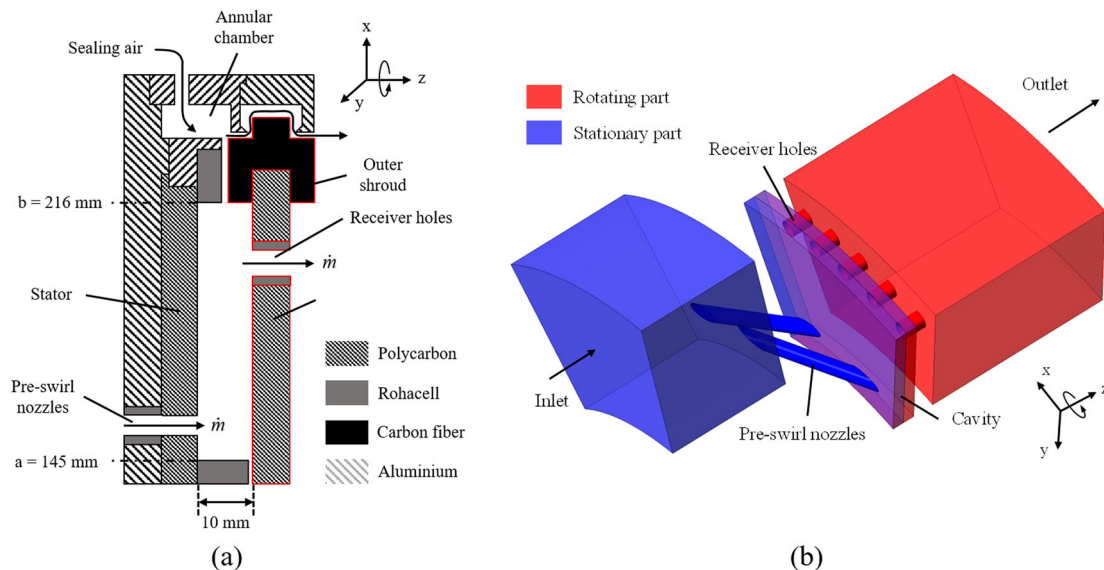 Annular
chamber
Sealing air
x
z
y
Outer
shroud
b = 216 mm
Receiver holes
ṁ
Stator
Polycarbon
Rohacell
Pre-swirl
nozzles
ṁ
Carbon fiber
a = 145 mm
Aluminium
10 mm
(a)
Rotating part
Stationary part
Outlet
Receiver holes
Inlet
Pre-swirl nozzles
Cavity
x
z
y
(b)